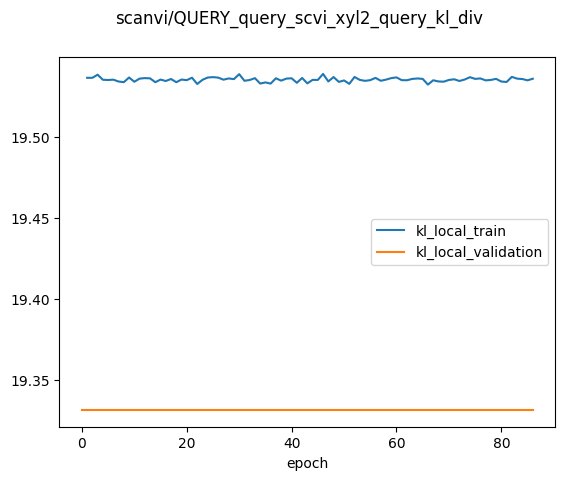 scanvi/QUERY_query_scvi_xyl2_query_kl_div
19.50
19.45
19.40
19.35
kl_local_train
kl_local_validation
0 20 40 60 80
epoch